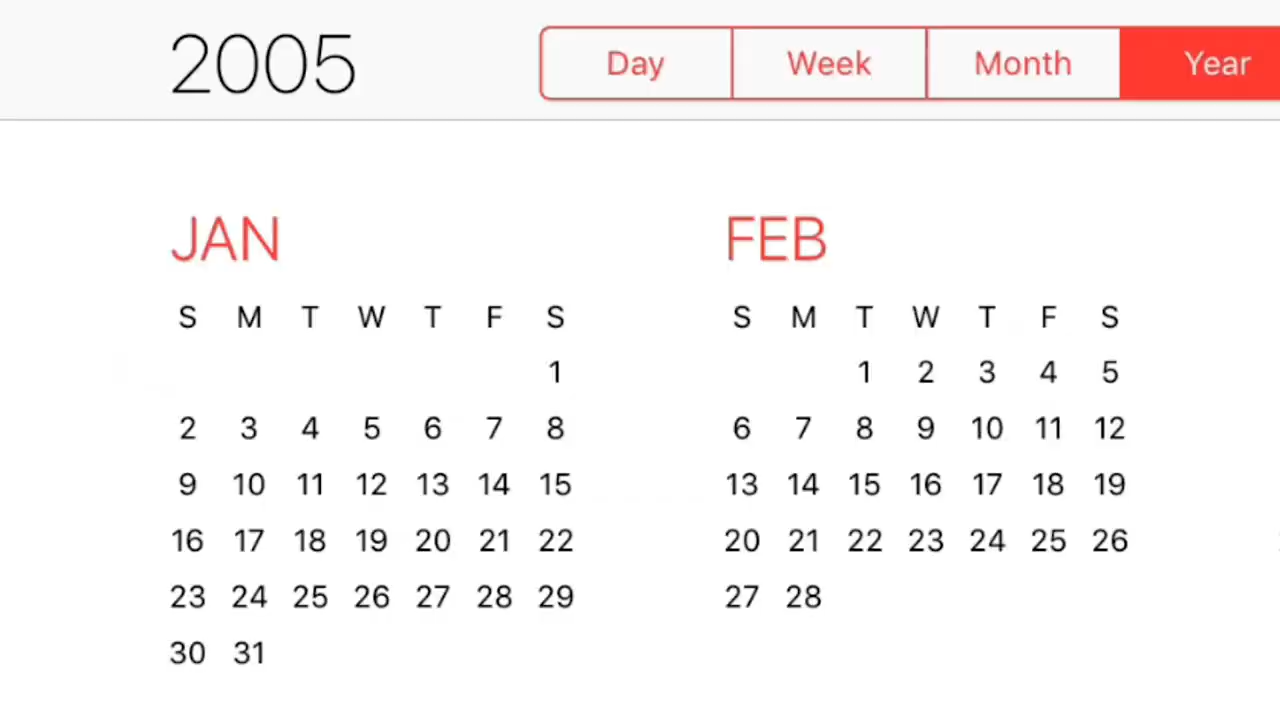 2005 Day Week Month Year
JAN
S M T W T F S
1
2 3 4 5 6 7 8
9 10 11 12 13 14 15
16 17 18 19 20 21 22
23 24 25 26 27 28 29
30 31
FEB
S M T W T F S
1 2 3 4 5
6 7 8 9 10 11 12
13 14 15 16 17 18 19
20 21 22 23 24 25 26
27 28